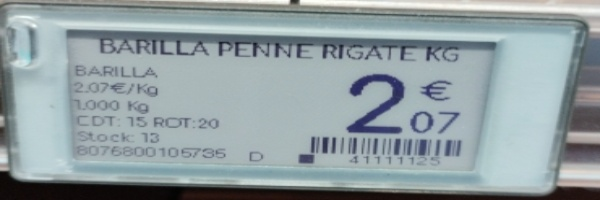 BARILLA PENNE RIGATE KG
BARILLA
2.07€/Kg
1.000 Kg
CDT: 15 ROT:20
Stock: 13
8076800105735 D
2 € 07
41111125